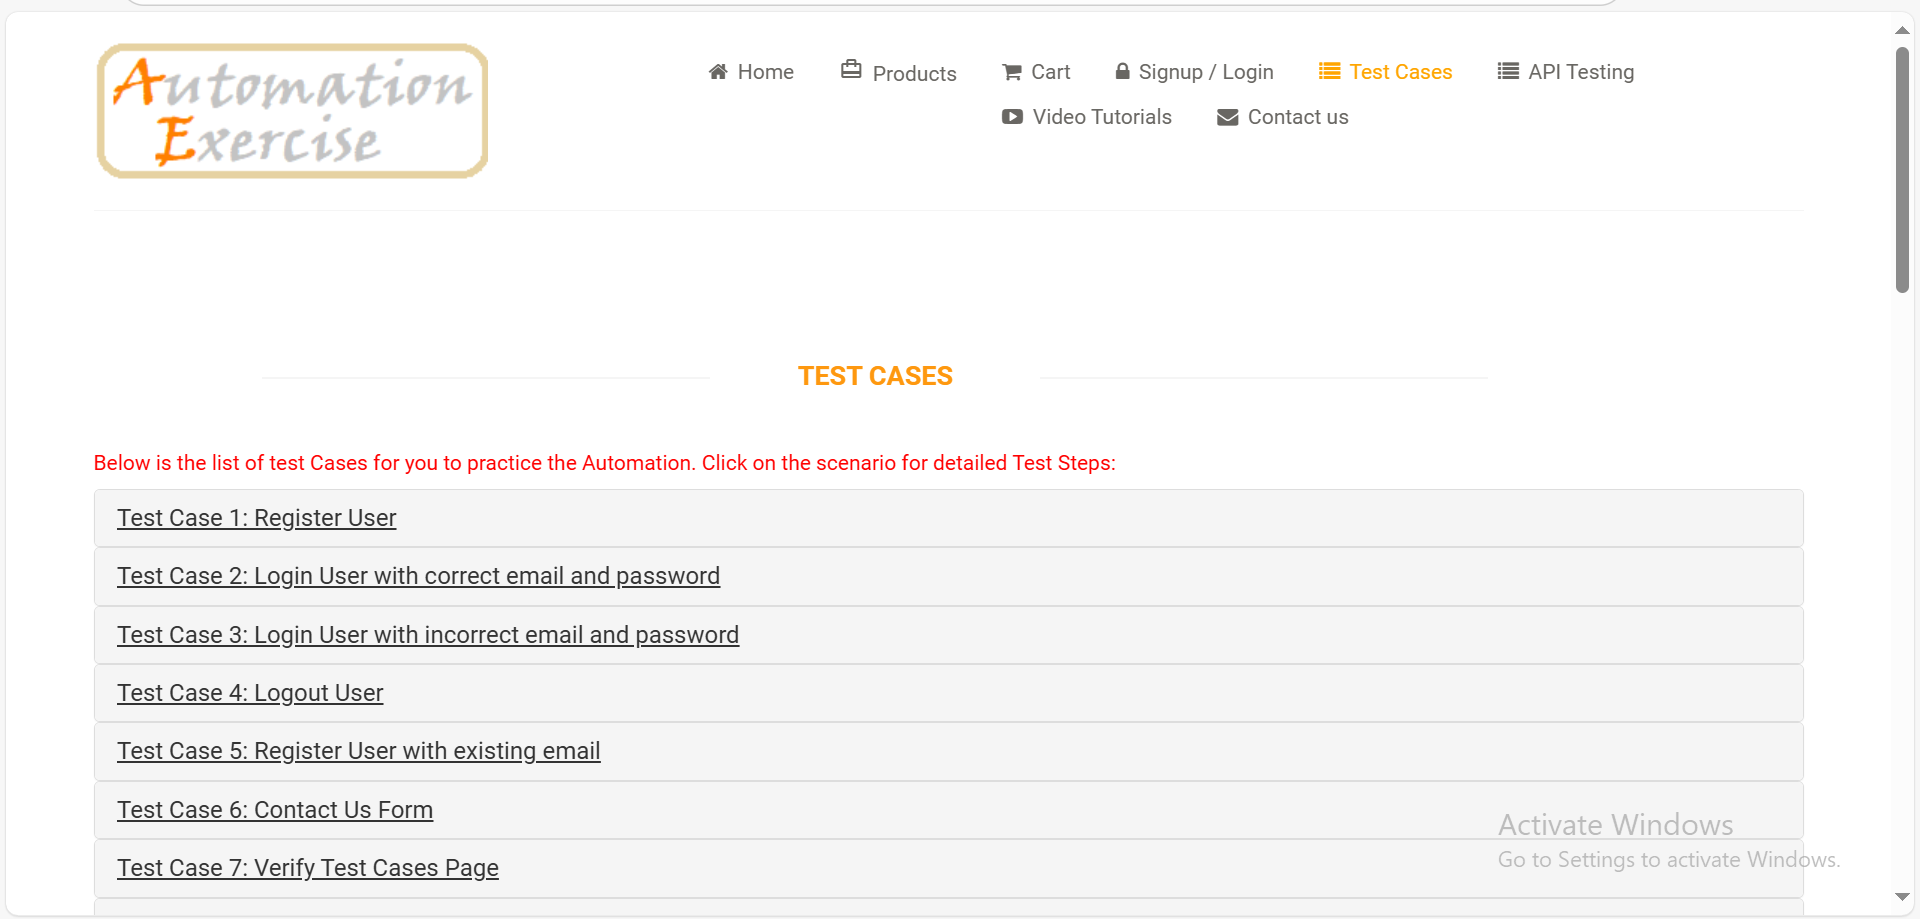 Automation
Exercise
Home Products Cart Signup / Login Test Cases API Testing
Video Tutorials Contact us
TEST CASES
Below is the list of test Cases for you to practice the Automation. Click on the scenario for detailed Test Steps:
Test Case 1: Register User
Test Case 2: Login User with correct email and password
Test Case 3: Login User with incorrect email and password
Test Case 4: Logout User
Test Case 5: Register User with existing email
Test Case 6: Contact Us Form
Test Case 7: Verify Test Cases Page
Activate Windows
Go to Settings to activate Windows.